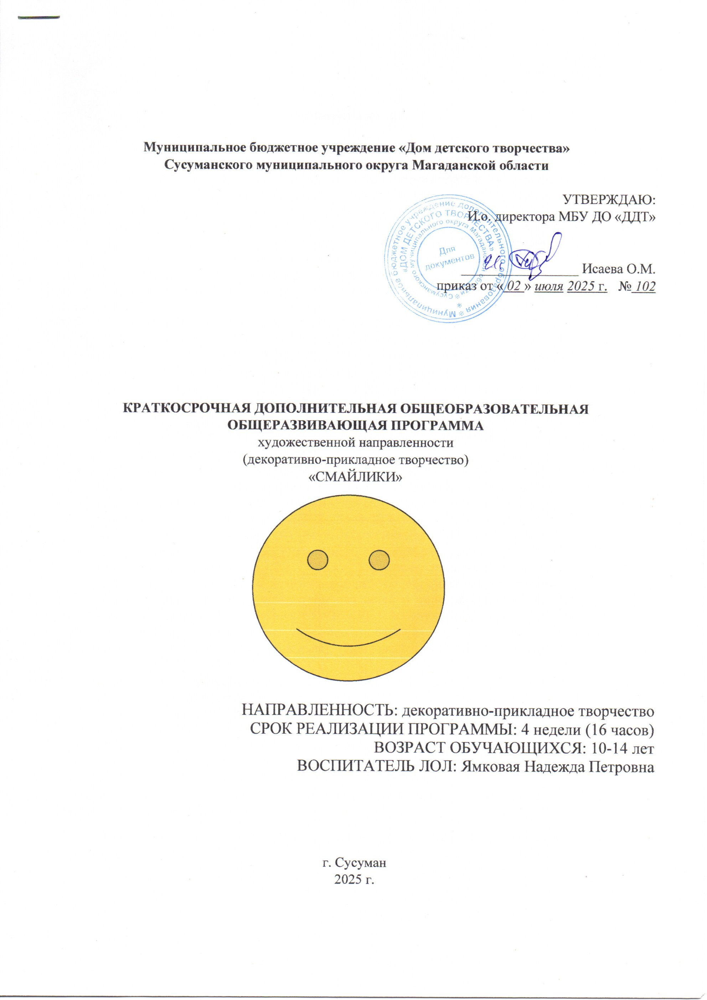 Муниципальное бюджетное учреждение «Дом детского творчества»
Сусуманского муниципального округа Магаданской области
УТВЕРЖДАЮ:
И.о. директора МБУ ДО «ДДТ»
Исаева О.М.
приказ от « 02 » июля 2025 г. № 102
Муниципальное бюджетное учреждение дополнительного образования
«ДОМ ДЕТСКОГО ТВОРЧЕСТВА»
Сусуманского муниципального округа Магаданской области
Для
документов
КРАТКОСРОЧНАЯ ДОПОЛНИТЕЛЬНАЯ ОБЩЕОБРАЗОВАТЕЛЬНАЯ
ОБЩЕРАЗВИВАЮЩАЯ ПРОГРАММА
художественной направленности
(декоративно-прикладное творчество)
«СМАЙЛИКИ»
НАПРАВЛЕННОСТЬ: декоративно-прикладное творчество
СРОК РЕАЛИЗАЦИИ ПРОГРАММЫ: 4 недели (16 часов)
ВОЗРАСТ ОБУЧАЮЩИХСЯ: 10-14 лет
ВОСПИТАТЕЛЬ ЛОЛ: Ямковая Надежда Петровна
г. Сусуман
2025 г.